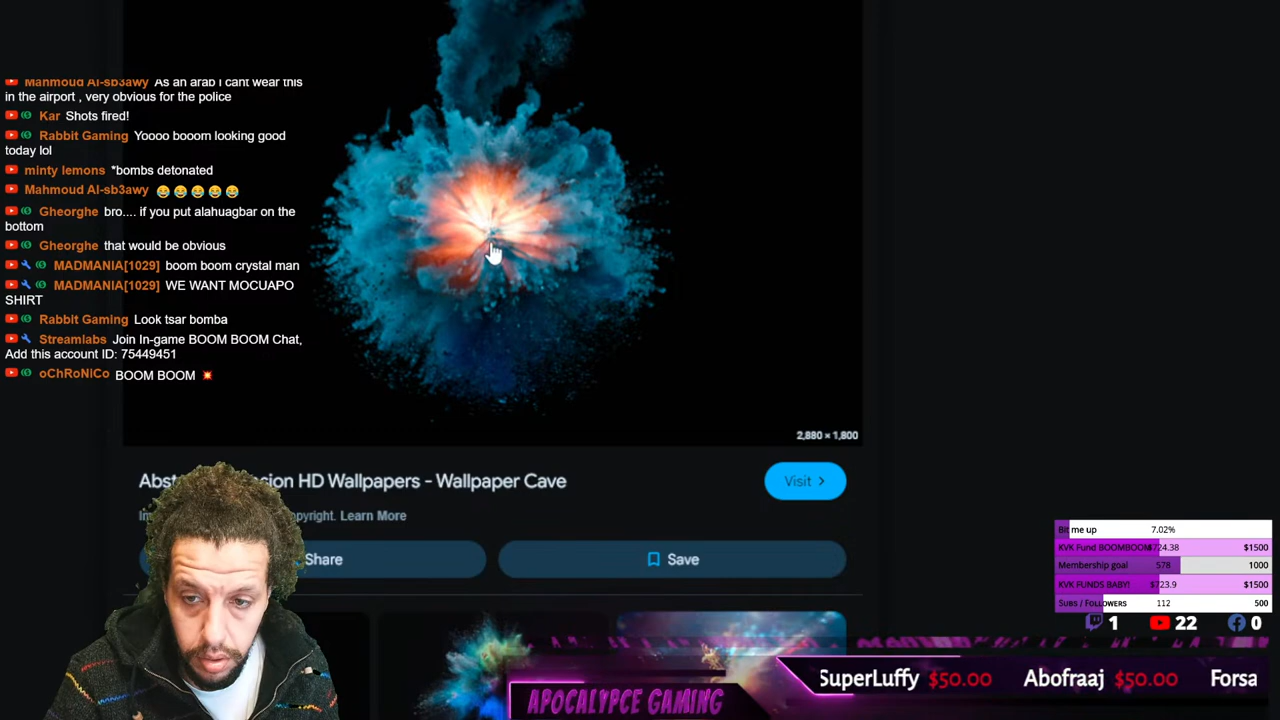 Mahmoud Al-sb3awy As an arab i cant wear this
in the airport , very obvious for the police
Kar Shots fired!
Rabbit Gaming Yoooo booom looking good
today lol
minty lemons *bombs detonated
Mahmoud Al-sb3awy 😂😂😂😂😂
Gheorghe bro.... if you put alahuagbar on the
bottom
Gheorghe that would be obvious
MADMANIA[1029] boom boom crystal man
MADMANIA[1029] WE WANT MOCUAPO
SHIRT
Rabbit Gaming Look tsar bomba
Streamlabs Join In-game BOOM BOOM Chat,
Add this account ID: 75449451
oChRoNiCo BOOM BOOM 💥
2,880 × 1,800
HD Wallpapers - Wallpaper Cave
Visit
Learn More
Share
Save
Bit me up 7.02%
KVK Fund BOOMBOOM $724.38 $1500
Membership goal 578 1000
KVK FUNDS BABY! $723.9 $1500
Subs / Followers 112 500
1 22 0
SuperLuffy $50.00 Abofraaj $50.00 Forsa
APOCALYPCE GAMING